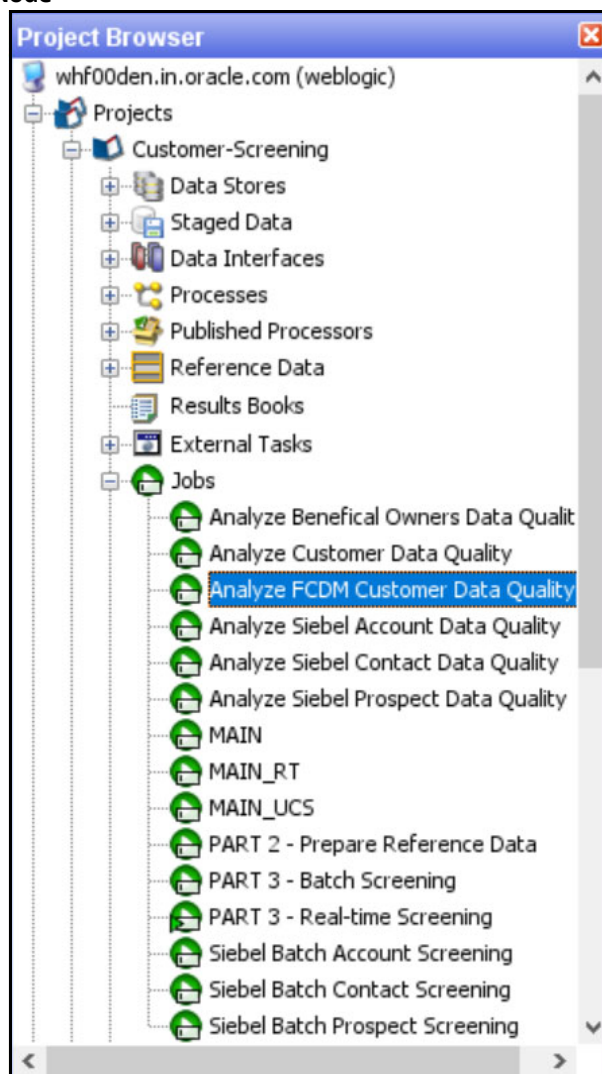 Project Browser
whf00den.in.oracle.com (weblogic)
Projects
Customer-Screening
Data Stores
Staged Data
Data Interfaces
Processes
Published Processors
Reference Data
Results Books
External Tasks
Jobs
Analyze Benefical Owners Data Qualit
Analyze Customer Data Quality
Analyze FCDM Customer Data Quality
Analyze Siebel Account Data Quality
Analyze Siebel Contact Data Quality
Analyze Siebel Prospect Data Quality
MAIN
MAIN_RT
MAIN_UCS
PART 2 - Prepare Reference Data
PART 3 - Batch Screening
PART 3 - Real-time Screening
Siebel Batch Account Screening
Siebel Batch Contact Screening
Siebel Batch Prospect Screening